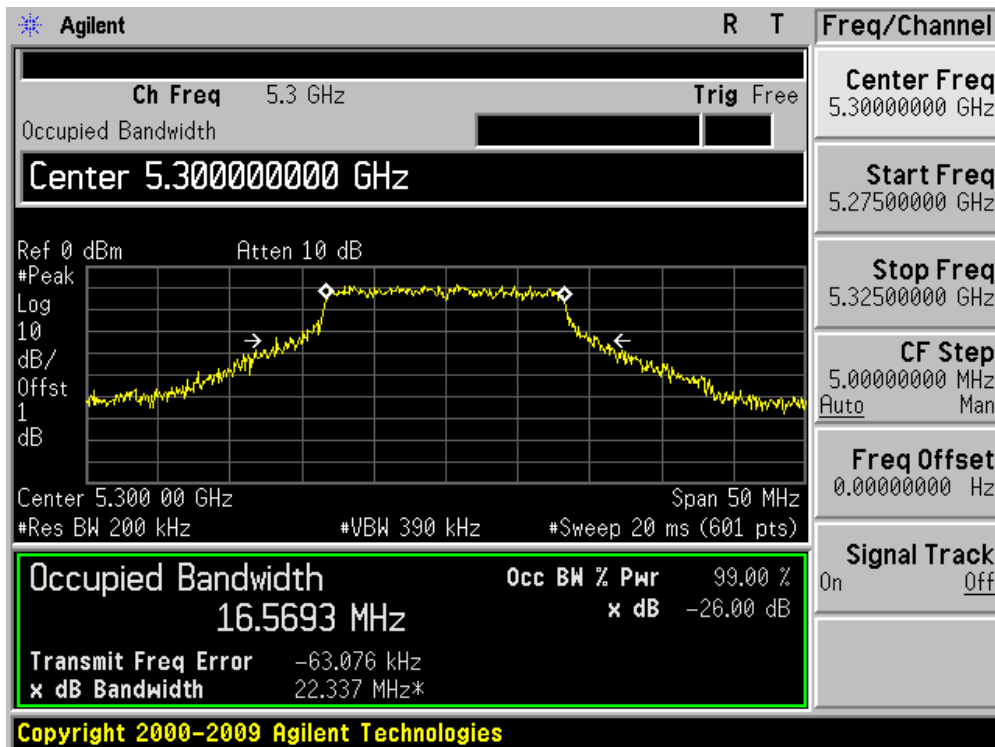 Agilent
R T
Freq/Channel
Ch Freq 5.3 GHz
Trig Free
Occupied Bandwidth
Center 5.300000000 GHz
Ref 0 dBm
Atten 10 dB
#Peak
Log
10
dB/
Offst
1
dB
Center 5.300 00 GHz
Span 50 MHz
#Res BW 200 kHz
#VBW 390 kHz
#Sweep 20 ms (601 pts)
Occupied Bandwidth
16.5693 MHz
Occ BW % Pwr 99.00 %
x dB -26.00 dB
Transmit Freq Error -63.076 kHz
x dB Bandwidth 22.337 MHz*
Center Freq
5.30000000 GHz
Start Freq
5.27500000 GHz
Stop Freq
5.32500000 GHz
CF Step
5.00000000 MHz
Auto Man
Freq Offset
0.00000000 Hz
Signal Track
On Off
Copyright 2000-2009 Agilent Technologies